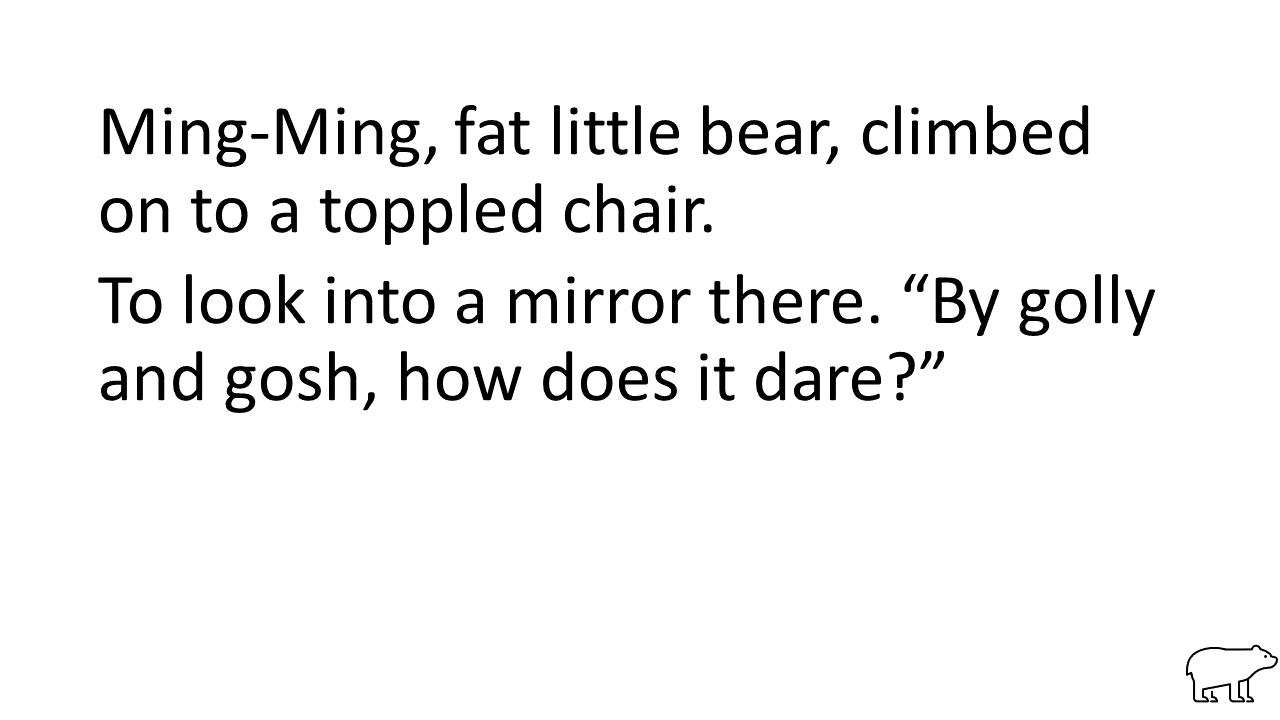 Ming-Ming, fat little bear, climbed
on to a toppled chair.
To look into a mirror there. “By golly
and gosh, how does it dare?”